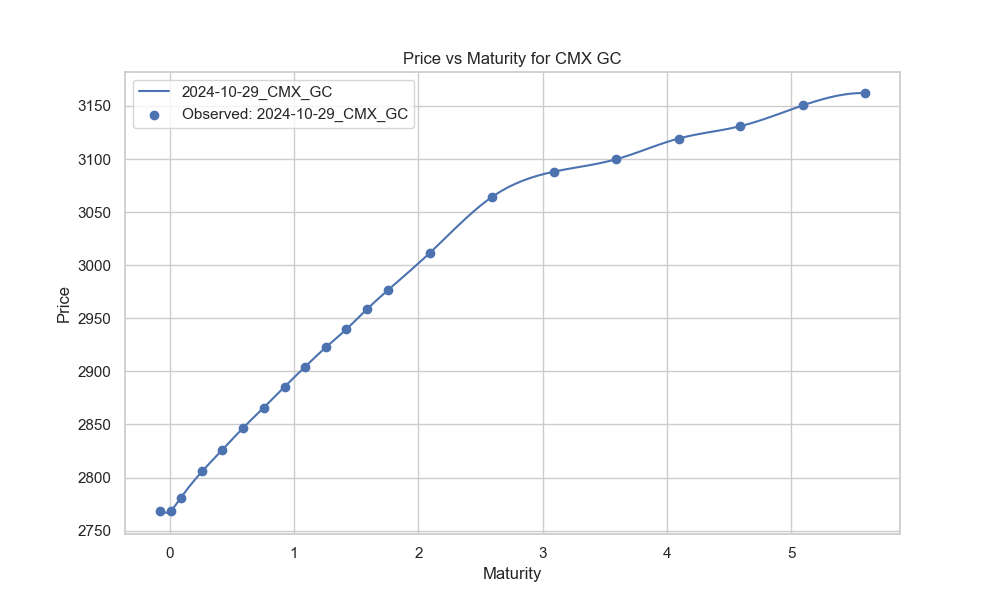 Price vs Maturity for CMX GC
2024-10-29_CMX_GC
Observed: 2024-10-29_CMX_GC
Price
3150
3100
3050
3000
2950
2900
2850
2800
2750
0 1 2 3 4 5
Maturity